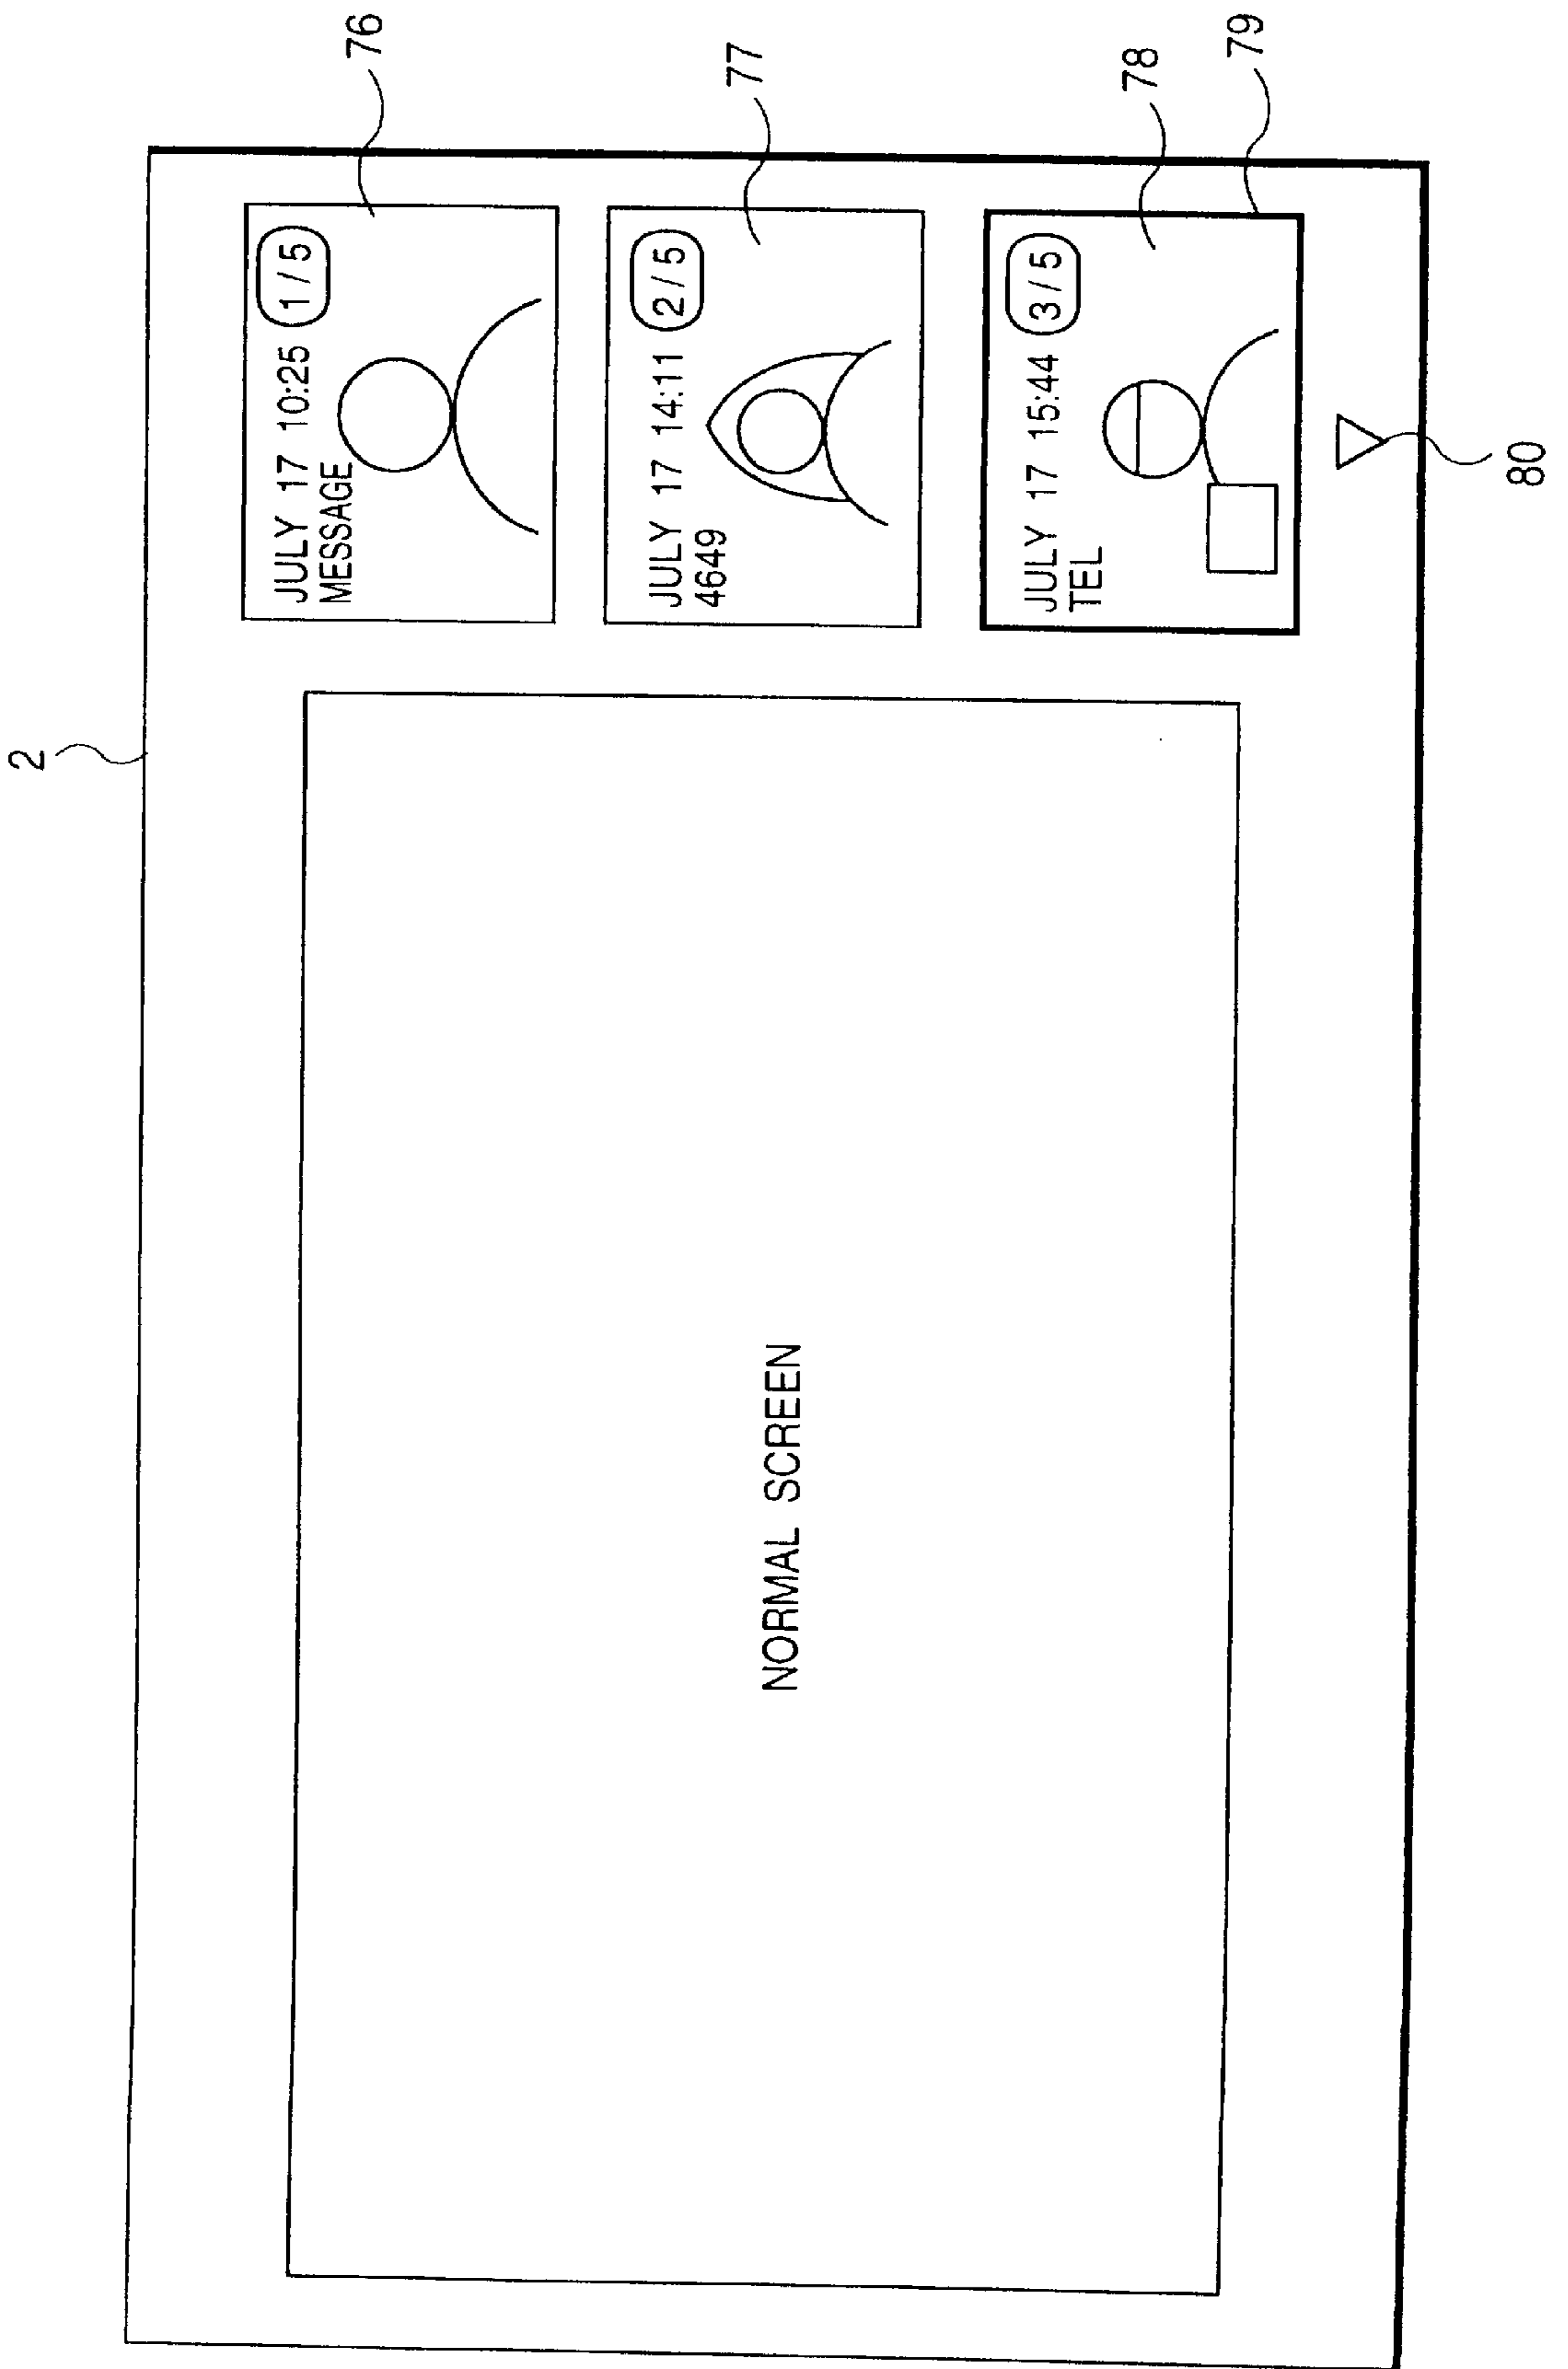 2
JULY 17 10:25 1/5
MESSAGE
76
JULY 17 14:11 2/5
4649
77
NORMAL SCREEN
JULY 17 15:44 3/5
TEL
78
79
80